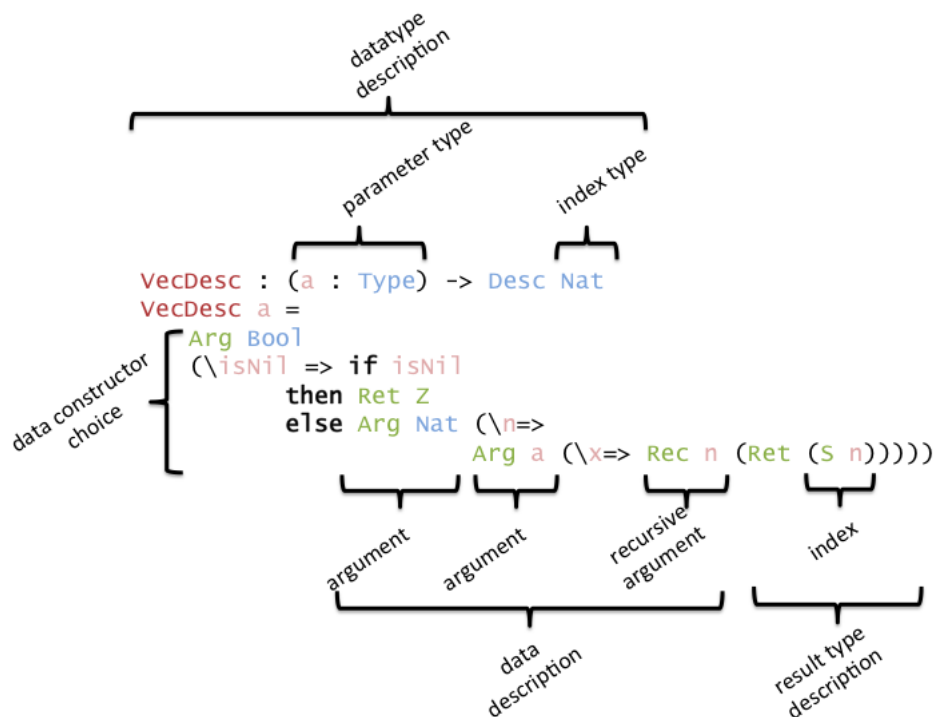 datatype
description
parameter type
index type
VecDesc : (a : Type) -> Desc Nat
VecDesc a =
Arg Bool
(\isNil => if isNil
then Ret Z
else Arg Nat (\n=>
Arg a (\x=> Rec n (Ret (S n)))))
data constructor
choice
argument
argument
recursive
argument
index
data
description
result type
description